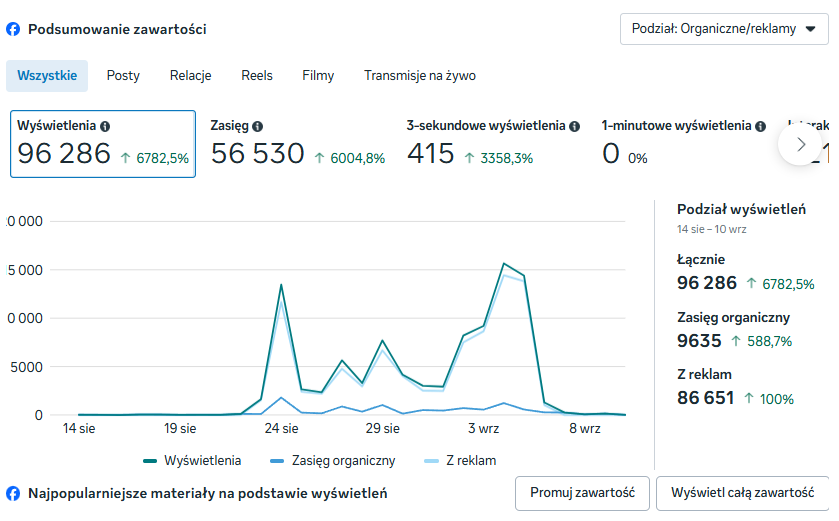 Podsumowanie zawartości
Podział: Organiczne/reklamy
Wszystkie Posty Relacje Reels Filmy Transmisje na żywo
Wyświetlenia Zasięg 3-sekundowe wyświetlenia 1-minutowe wyświetlenia
96 286 6782,5% 56 530 6004,8% 415 3358,3% 0 0%
Podział wyświetleń
14 sie – 10 wrz
Łącznie
96 286 6782,5%
Zasięg organiczny
9635 588,7%
Z reklam
86 651 100%
0 000
5 000
0 000
5000
0
14 sie 19 sie 24 sie 29 sie 3 wrz 8 wrz
Wyświetlenia Zasięg organiczny Z reklam
Najpopularniejsze materiały na podstawie wyświetleń
Promuj zawartość
Wyświetl całą zawartość